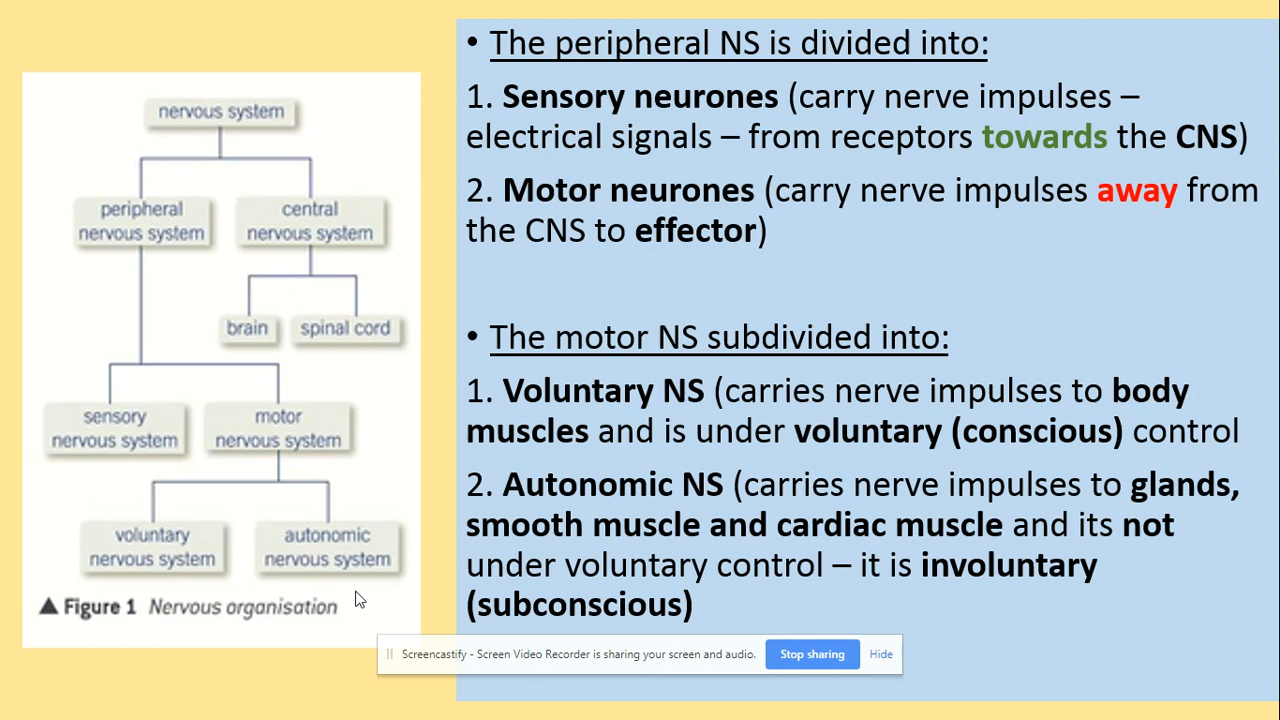 nervous system
peripheral
nervous system
central
nervous system
brain
spinal cord
sensory
nervous system
motor
nervous system
voluntary
nervous system
autonomic
nervous system
▲ Figure 1 Nervous organisation
• The peripheral NS is divided into:
1. Sensory neurones (carry nerve impulses –
electrical signals – from receptors towards the CNS)
2. Motor neurones (carry nerve impulses away from
the CNS to effector)
• The motor NS subdivided into:
1. Voluntary NS (carries nerve impulses to body
muscles and is under voluntary (conscious) control
2. Autonomic NS (carries nerve impulses to glands,
smooth muscle and cardiac muscle and its not
under voluntary control – it is involuntary
(subconscious)
Screencastify - Screen Video Recorder is sharing your screen and audio.
Stop sharing
Hide